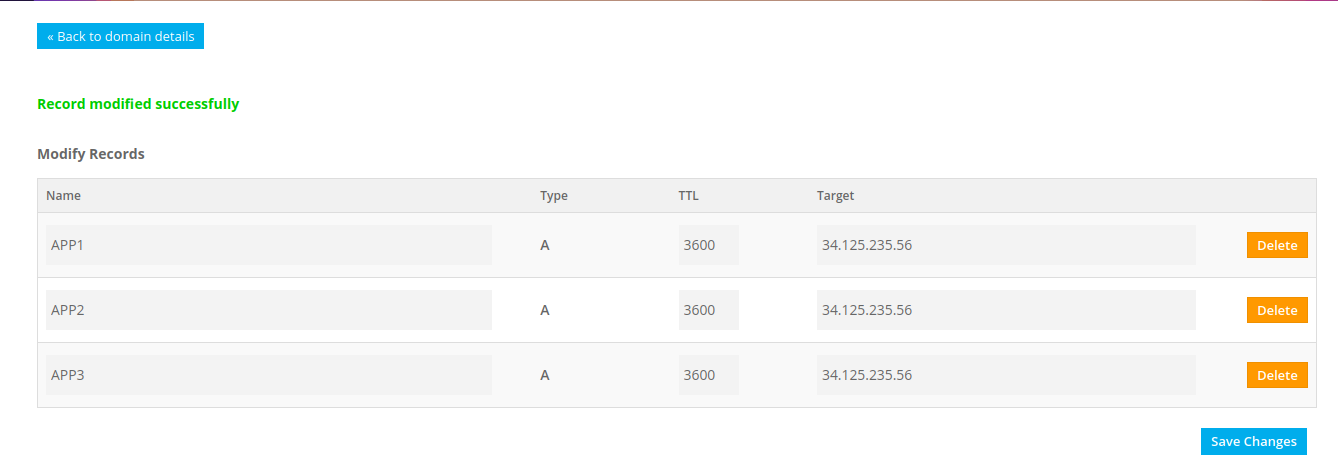 « Back to domain details
Record modified successfully
Modify Records
Name Type TTL Target
APP1 A 3600 34.125.235.56 Delete
APP2 A 3600 34.125.235.56 Delete
APP3 A 3600 34.125.235.56 Delete
Save Changes